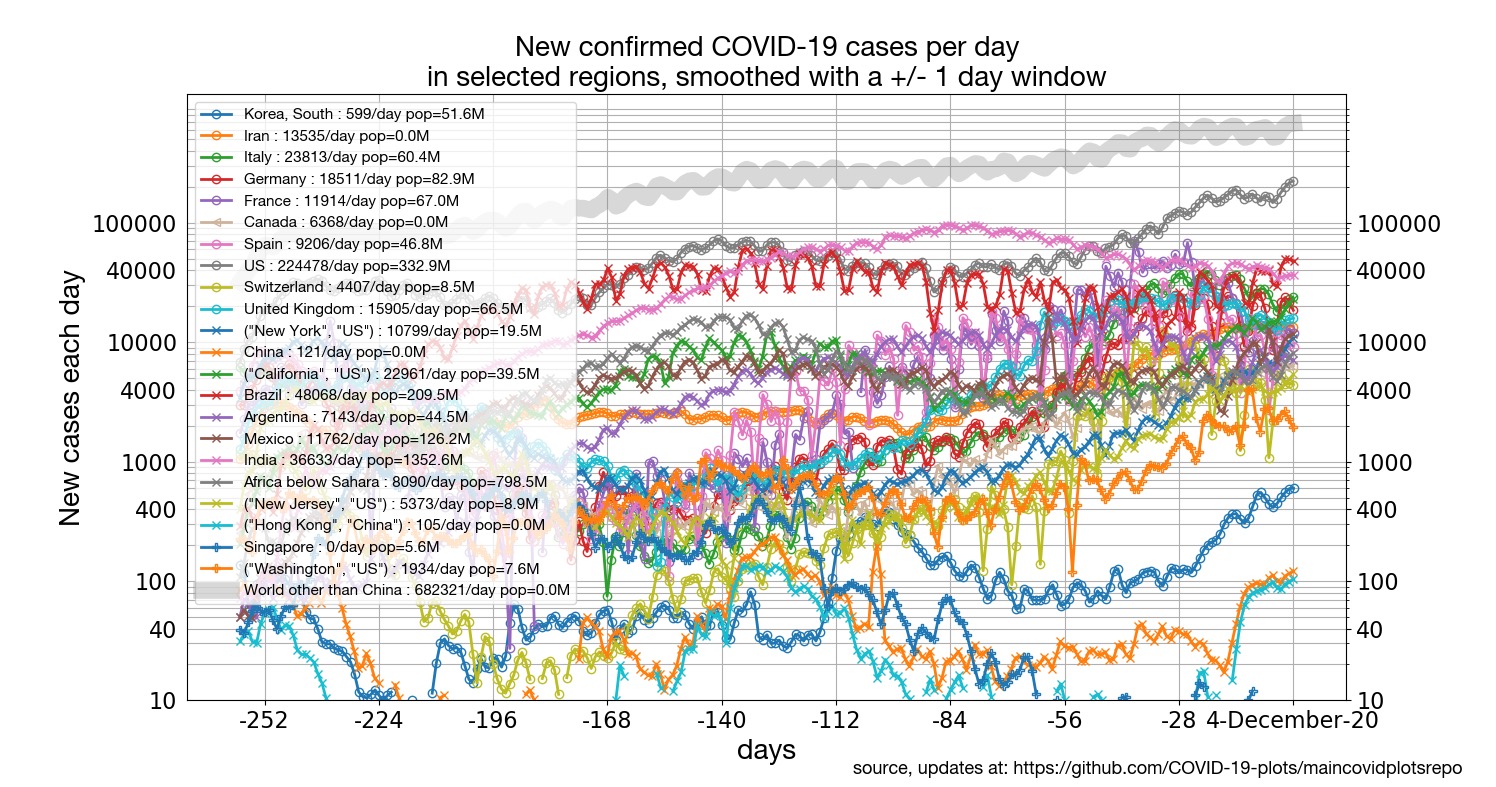 New confirmed COVID-19 cases per day
in selected regions, smoothed with a +/- 1 day window
Korea, South : 599/day pop=51.6M
Iran : 13535/day pop=0.0M
Italy : 23813/day pop=60.4M
Germany : 18511/day pop=82.9M
France : 11914/day pop=67.0M
Canada : 6368/day pop=0.0M
Spain : 9206/day pop=46.8M
US : 224478/day pop=332.9M
Switzerland : 4407/day pop=8.5M
United Kingdom : 15905/day pop=66.5M
("New York", "US") : 10799/day pop=19.5M
China : 121/day pop=0.0M
("California", "US") : 22961/day pop=39.5M
Brazil : 48068/day pop=209.5M
Argentina : 7143/day pop=44.5M
Mexico : 11762/day pop=126.2M
India : 36633/day pop=1352.6M
Africa below Sahara : 8090/day pop=798.5M
("New Jersey", "US") : 5373/day pop=8.9M
("Hong Kong", "China") : 105/day pop=0.0M
Singapore : 0/day pop=5.6M
("Washington", "US") : 1934/day pop=7.6M
World other than China : 682321/day pop=0.0M
New cases each day
100000
40000
10000
4000
1000
400
100
40
10
100000
40000
10000
4000
1000
400
100
40
10
-252 -224 -196 -168 -140 -112 -84 -56 -28 4-December-20
days
source, updates at: https://github.com/COVID-19-plots/maincovidplotsrepo